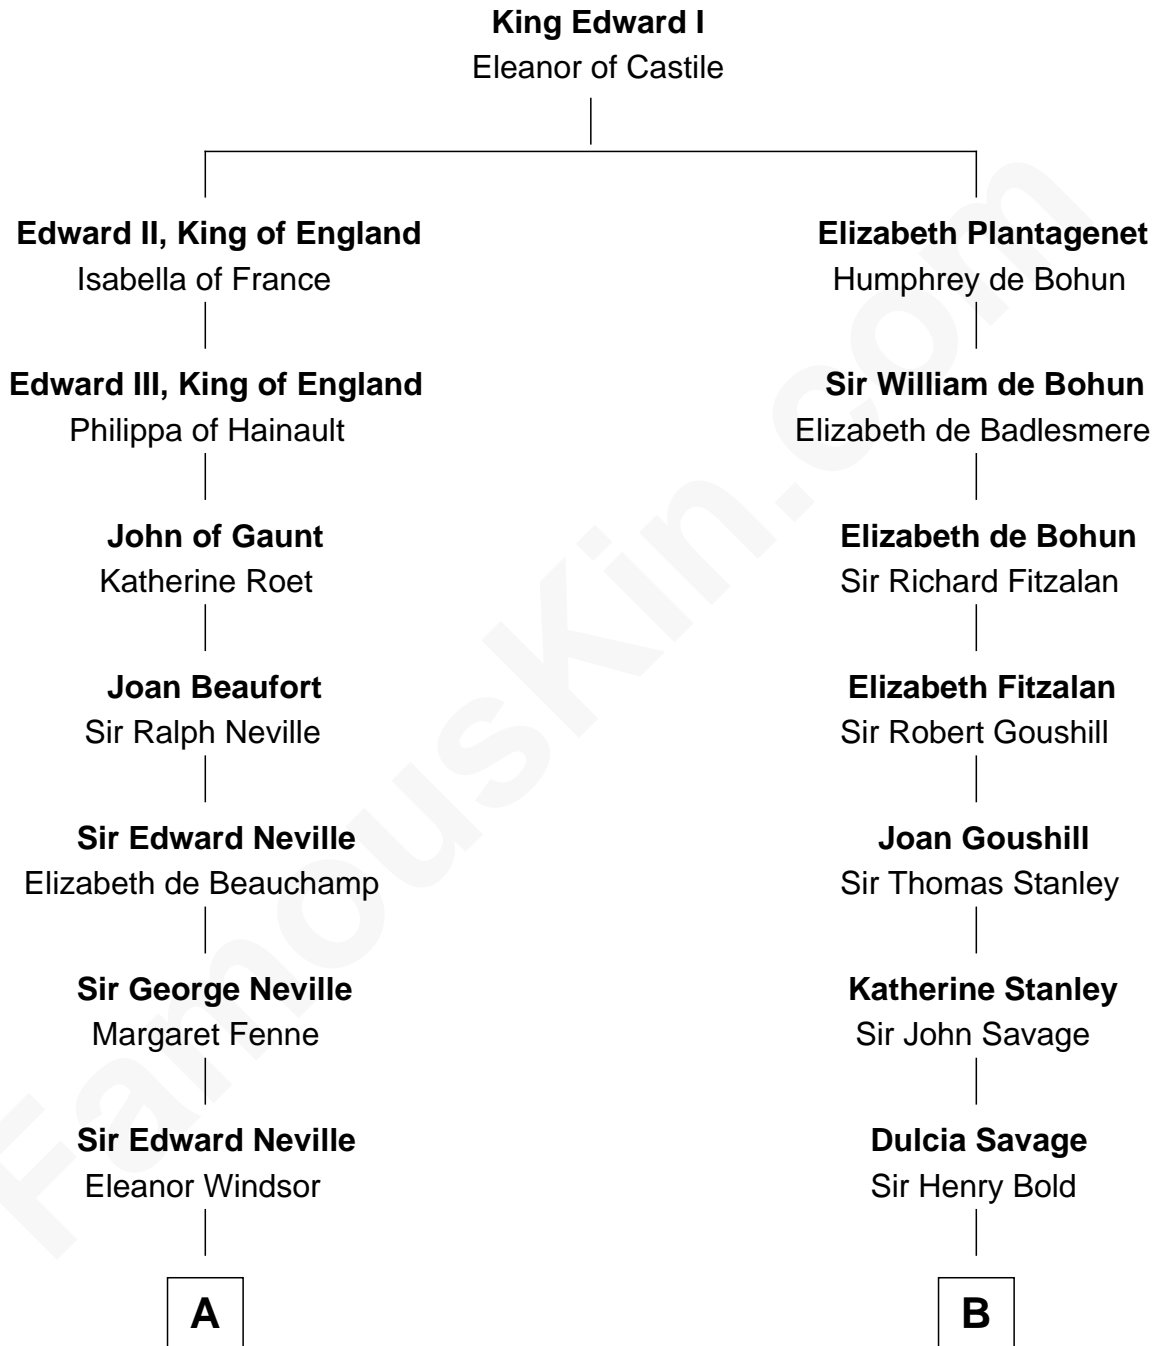 King Edward I
Eleanor of Castile
Edward II, King of England
Isabella of France
Elizabeth Plantagenet
Humphrey de Bohun
Edward III, King of England
Philippa of Hainault
Sir William de Bohun
Elizabeth de Badlesmere
John of Gaunt
Katherine Roet
Elizabeth de Bohun
Sir Richard Fitzalan
Joan Beaufort
Sir Ralph Neville
Elizabeth Fitzalan
Sir Robert Goushill
Sir Edward Neville
Elizabeth de Beauchamp
Joan Goushill
Sir Thomas Stanley
Sir George Neville
Margaret Fenne
Katherine Stanley
Sir John Savage
Sir Edward Neville
Eleanor Windsor
Dulcia Savage
Sir Henry Bold
A
B
FamousKin.com